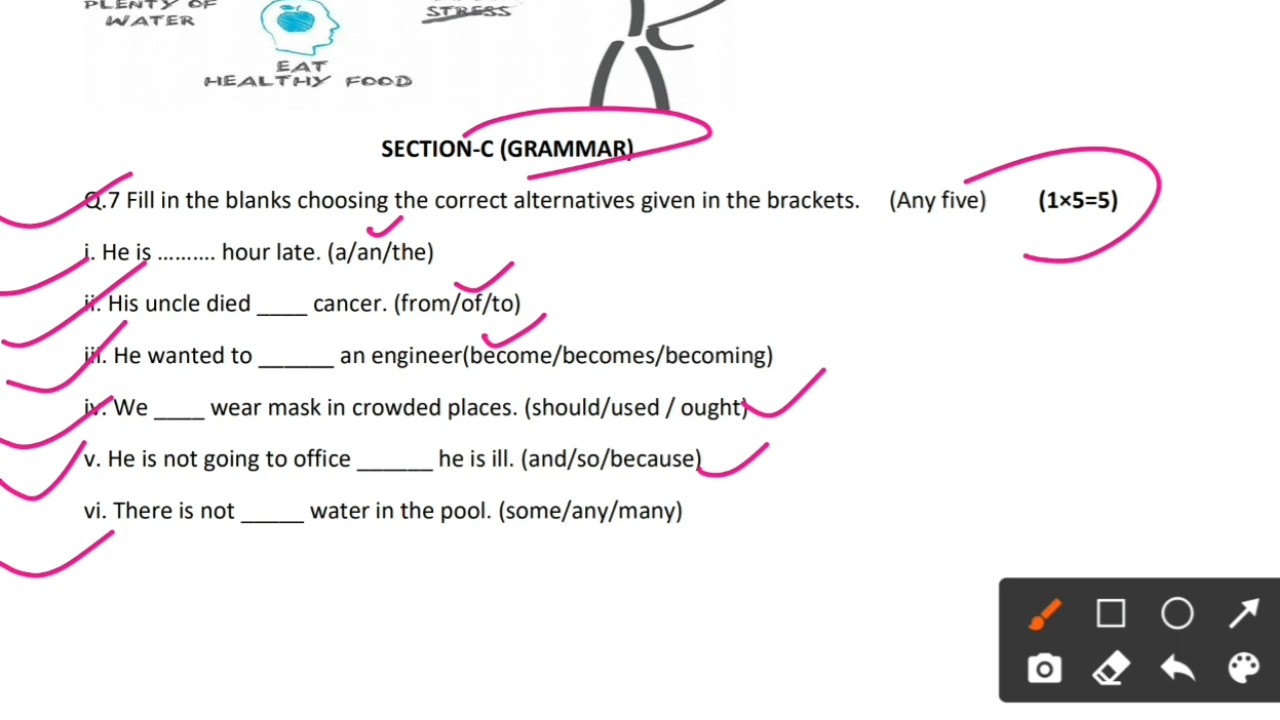 PLENTY OF
WATER
STRESS
EAT
HEALTHY FOOD
SECTION-C (GRAMMAR)
Q.7 Fill in the blanks choosing the correct alternatives given in the brackets. (Any five) (1×5=5)
i. He is .......... hour late. (a/an/the)
ii. His uncle died ____ cancer. (from/of/to)
iii. He wanted to ______ an engineer(become/becomes/becoming)
iv. We ____ wear mask in crowded places. (should/used / ought)
v. He is not going to office ______ he is ill. (and/so/because)
vi. There is not _____ water in the pool. (some/any/many)